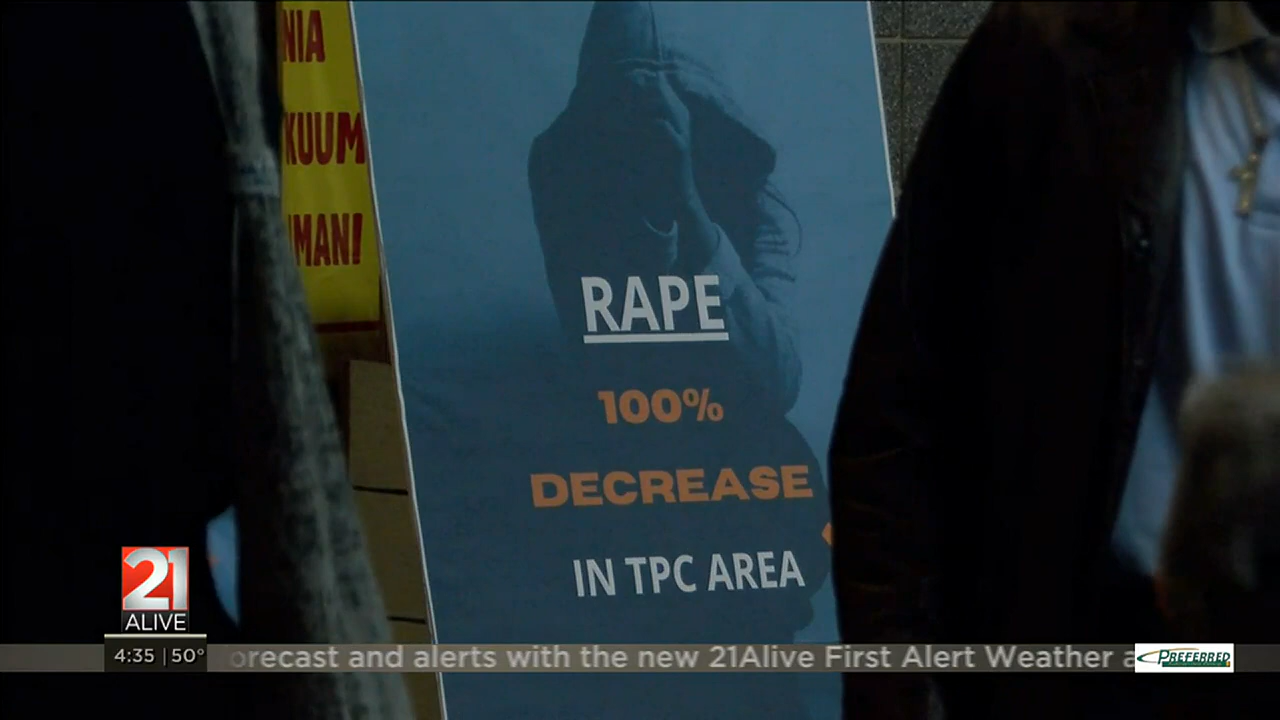 NIA
KUUM
MANI
RAPE
100%
DECREASE
IN TPC AREA
21
ALIVE
4:35 | 50°
orecast and alerts with the new 21Alive First Alert Weather a
PREFERRED